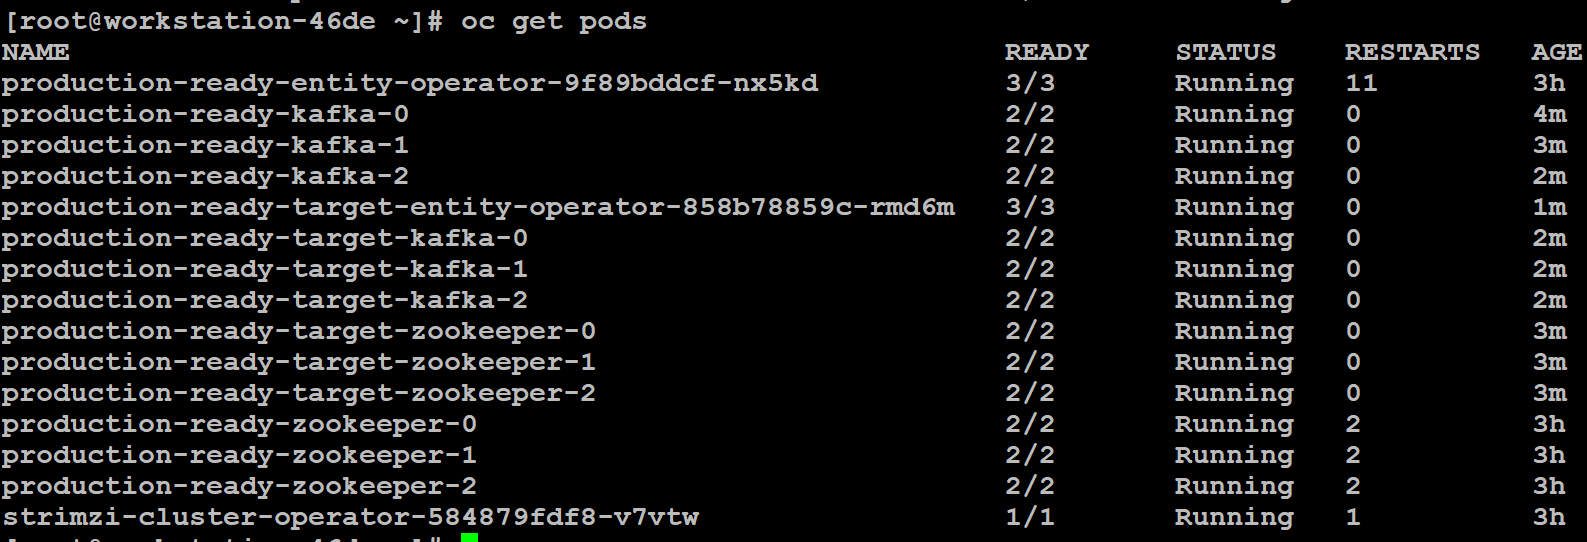 [root@workstation-46de ~]# oc get pods
NAME READY STATUS RESTARTS AGE
production-ready-entity-operator-9f89bddcf-nx5kd 3/3 Running 11 3h
production-ready-kafka-0 2/2 Running 0 4m
production-ready-kafka-1 2/2 Running 0 3m
production-ready-kafka-2 2/2 Running 0 2m
production-ready-target-entity-operator-858b78859c-rmd6m 3/3 Running 0 1m
production-ready-target-kafka-0 2/2 Running 0 2m
production-ready-target-kafka-1 2/2 Running 0 2m
production-ready-target-kafka-2 2/2 Running 0 2m
production-ready-target-zookeeper-0 2/2 Running 0 3m
production-ready-target-zookeeper-1 2/2 Running 0 3m
production-ready-target-zookeeper-2 2/2 Running 0 3m
production-ready-zookeeper-0 2/2 Running 2 3h
production-ready-zookeeper-1 2/2 Running 2 3h
production-ready-zookeeper-2 2/2 Running 2 3h
strimzi-cluster-operator-584879fdf8-v7vtw 1/1 Running 1 3h